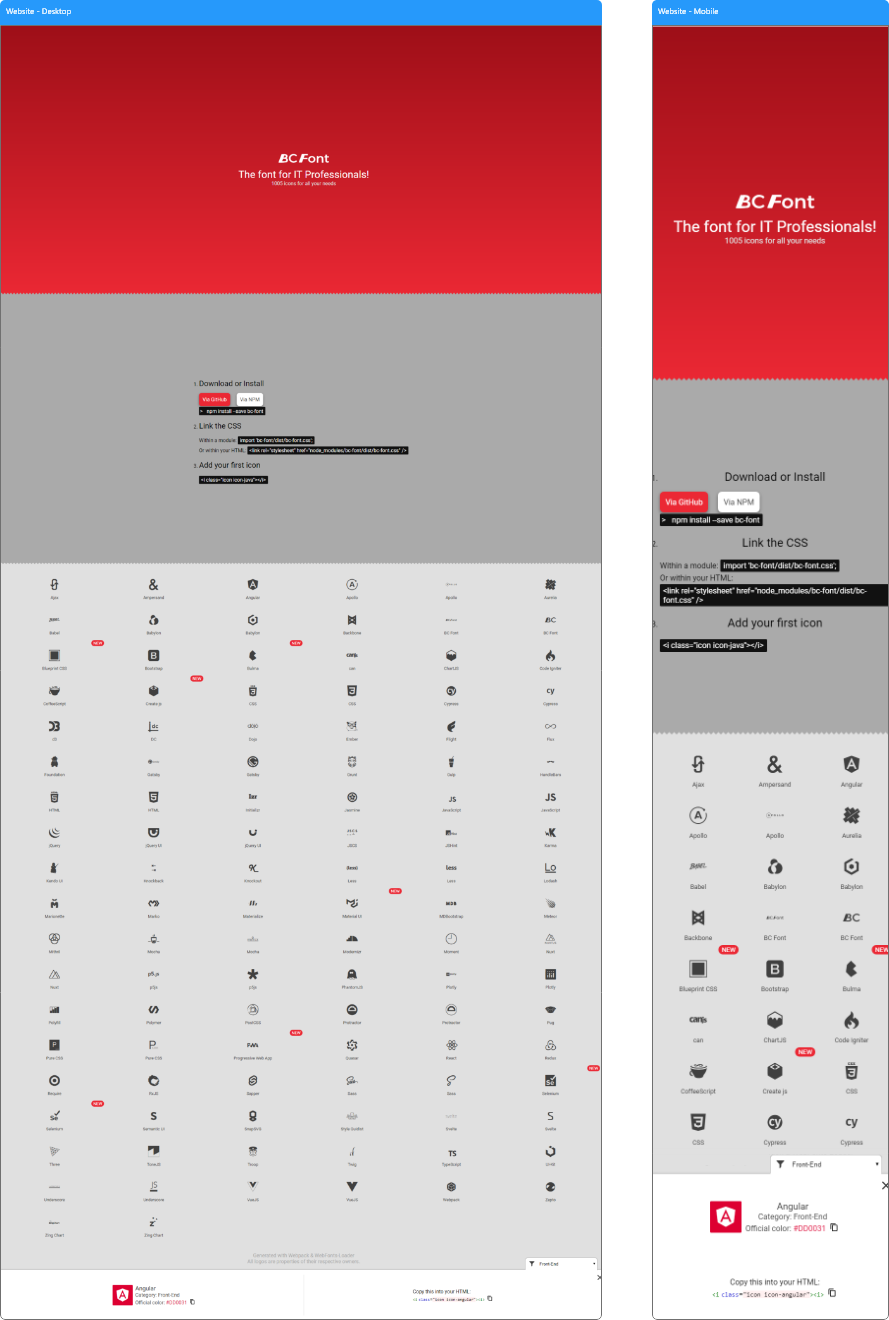 Website - Desktop
BC Font
The font for IT Professionals!
1005 icons for all your needs
1. Download or Install
Via GitHub Via NPM
> npm install --save bc-font
2. Link the CSS
Within a module: import 'bc-font/dist/bc-font.css';
Or within your HTML: <link rel="stylesheet" href="node_modules/bc-font/dist/bc-font.css" />
3. Add your first icon
<i class="icon icon-java"></i>
Ajax Ampersand Angular Apollo Apollo Aurelia
Babel Babylon Babylon Backbone BC Font BC Font
NEW NEW
Blueprint CSS Bootstrap Bulma can ChartJS Code Igniter
NEW
CoffeeScript Create js CSS CSS Cypress Cypress
D3 DC Dojo Ember Flight Flux
Foundation Gatsby Gatsby Grunt Gulp Handlebars
HTML HTML Jasmine JavaScript JavaScript
jQuery jQuery UI jQuery UI JSCS JSHint Karma
Kendo UI Knockback Knockout Less Less Lodash
NEW
Marionette Marko Materialize Material UI MDBootstrap Meteor
Mithril Mocha Mocha Modernizr Moment Nuxt
Nuxt p5js p5js PhantomJS Plotly Plotly
Polyfill Polymer PostCSS Protractor Protractor Pug
NEW
Pure CSS Pure CSS Progressive Web App Quasar React Redux
NEW
Require RxJS Sapper Sass Sass Selenium
NEW
Selenium Semantic UI SnapSVG Svelte Svelte
Three TypeScript UIKit
Underscore Underscore VueJS VueJS Webpack Zepto
Zing Chart Zing Chart
Generated with Webpack & WebFonts Loader
All logos are properties of their respective owners.
Front-End
Angular
Category: Front-End
Official color: #DD0031
Copy this into your HTML:
<i class="icon icon-angular"><i>
Website - Mobile
BC Font
The font for IT Professionals!
1005 icons for all your needs
1. Download or Install
Via GitHub Via NPM
> npm install --save bc-font
2. Link the CSS
Within a module: import 'bc-font/dist/bc-font.css';
Or within your HTML:
<link rel="stylesheet" href="node_modules/bc-font/dist/bc-
font.css" />
3. Add your first icon
<i class="icon icon-java"></i>
Ajax Ampersand Angular
Apollo Apollo Aurelia
Babel Babylon Babylon
Backbone BC Font BC Font
NEW NEW
Blueprint CSS Bootstrap Bulma
can ChartJS Code Igniter
NEW
CoffeeScript Create js CSS
CSS Cypress Cypress
Front-End
Angular
Category: Front-End
Official color: #DD0031
Copy this into your HTML:
<i class="icon icon-angular"><i>